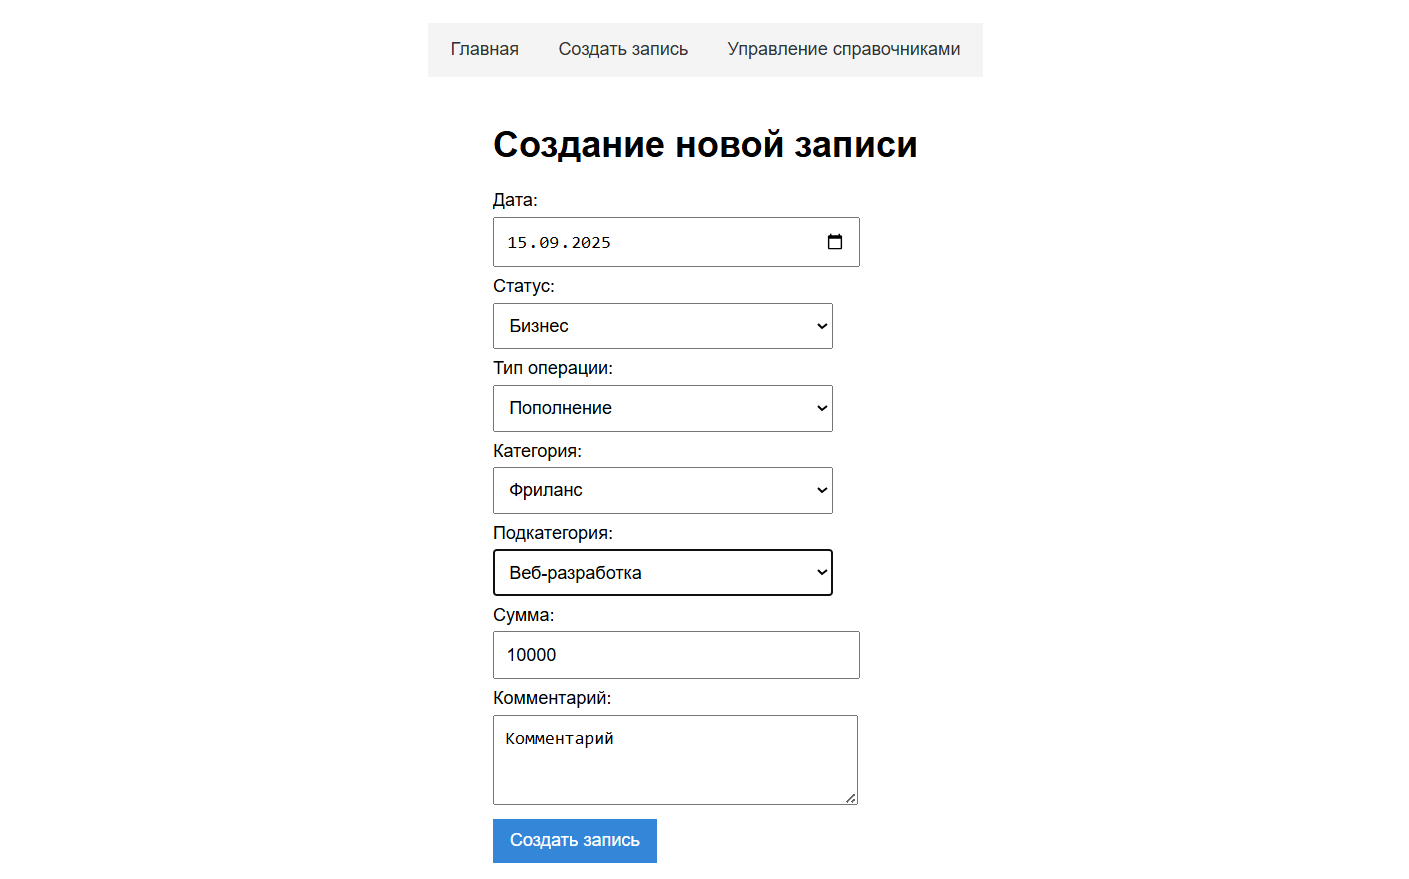 Главная Создать запись Управление справочниками
Создание новой записи
Дата:
15.09.2025
Статус:
Бизнес
Тип операции:
Пополнение
Категория:
Фриланс
Подкатегория:
Веб-разработка
Сумма:
10000
Комментарий:
Комментарий
Создать запись